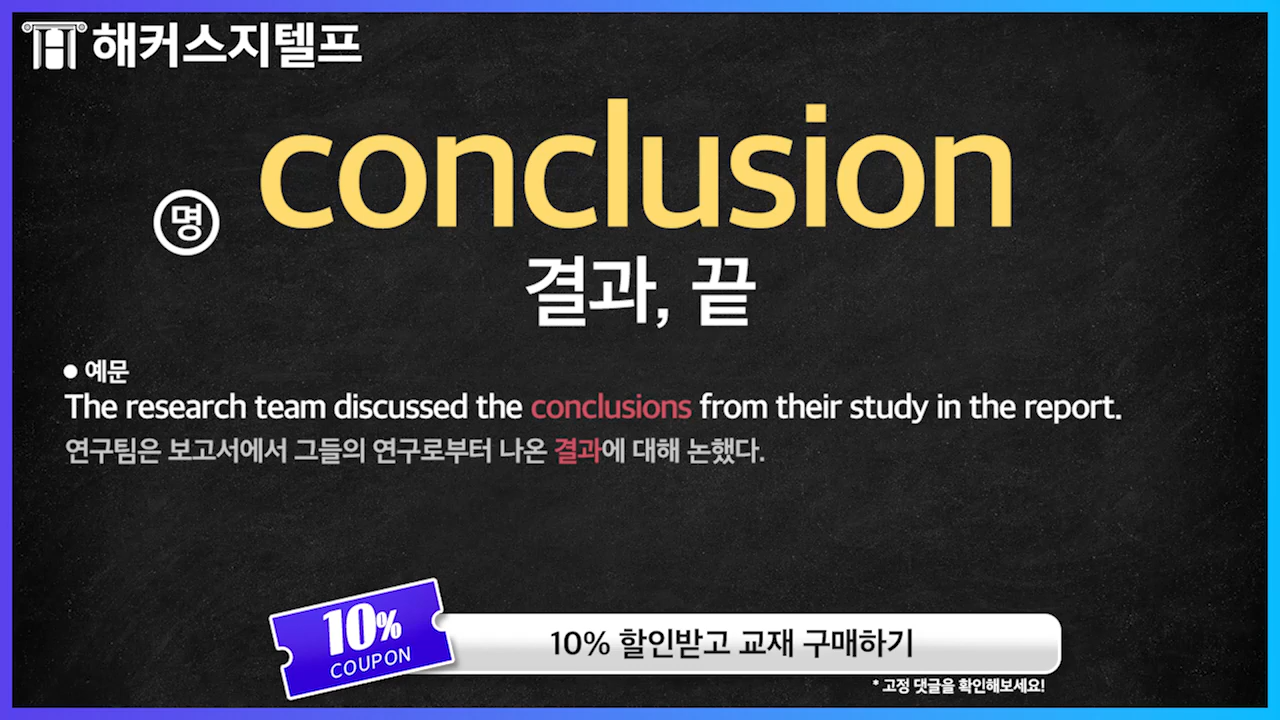 해커스지텔프
conclusion
명
결과, 끝
● 예문
The research team discussed the conclusions from their study in the report.
연구팀은 보고서에서 그들의 연구로부터 나온 결과에 대해 논했다.
10%
COUPON
10% 할인받고 교재 구매하기
* 고정 댓글을 확인해보세요!